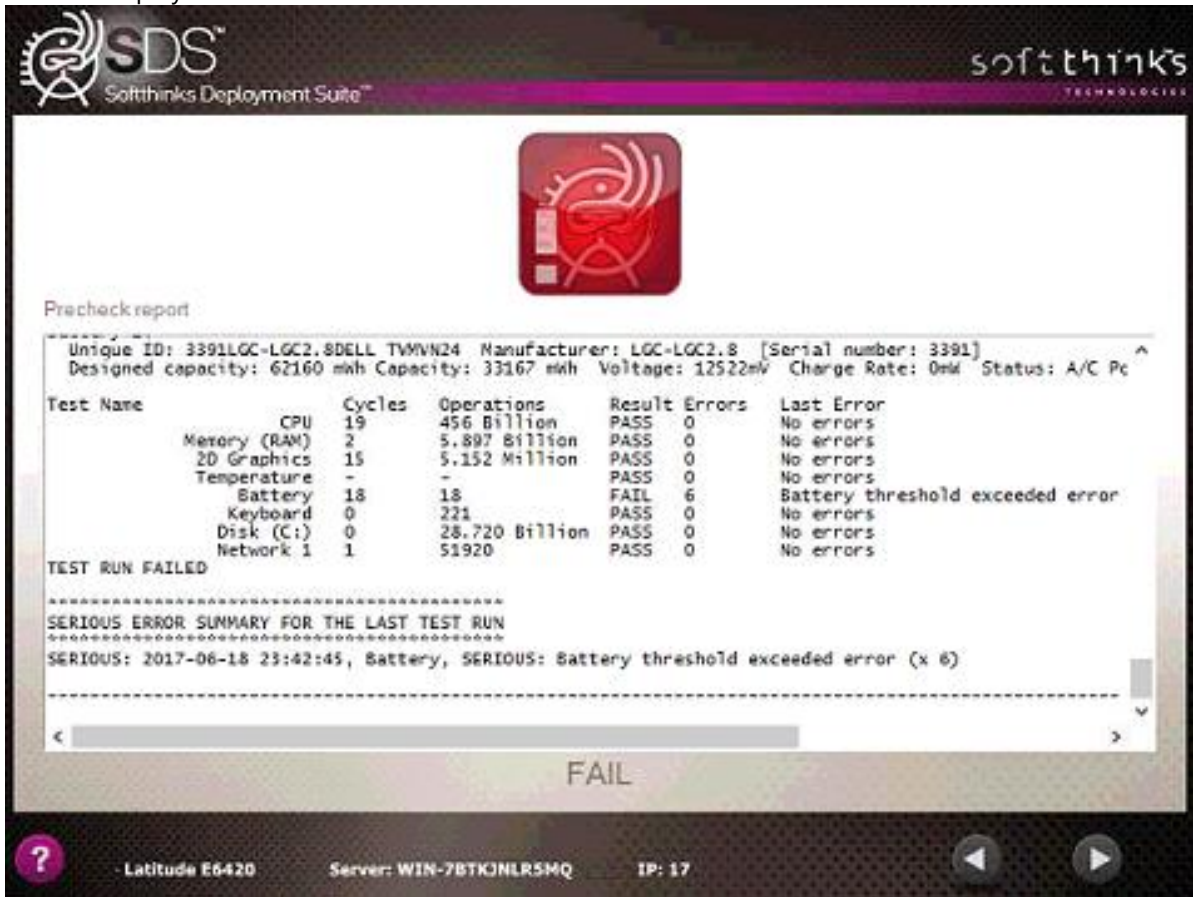 SDS™
Softthinks Deployment Suite™
softthinks
TECHNOLOGIES
Precheck report
Unique ID: 3391LGC-LGC2.8DELL TVMVN24 Manufacturer: LGC-LGC2.8 [Serial number: 3391]
Designed capacity: 62160 mWh Capacity: 33167 mWh Voltage: 12522mV Charge Rate: 0mW Status: A/C Po
Test Name Cycles Operations Result Errors Last Error
CPU 19 456 Billion PASS 0 No errors
Memory (RAM) 2 5.897 Billion PASS 0 No errors
2D Graphics 15 5.152 Million PASS 0 No errors
Temperature - - PASS 0 No errors
Battery 18 18 FAIL 6 Battery threshold exceeded error
Keyboard 0 221 PASS 0 No errors
Disk (C:) 0 28.720 Billion PASS 0 No errors
Network 1 1 51920 PASS 0 No errors
TEST RUN FAILED
******************************************
SERIOUS ERROR SUMMARY FOR THE LAST TEST RUN
******************************************
SERIOUS: 2017-06-18 23:42:45, Battery, SERIOUS: Battery threshold exceeded error (x 6)
FAIL
? - Latitude E6420 Server: WIN-7BTKJNLR5MQ IP: 17